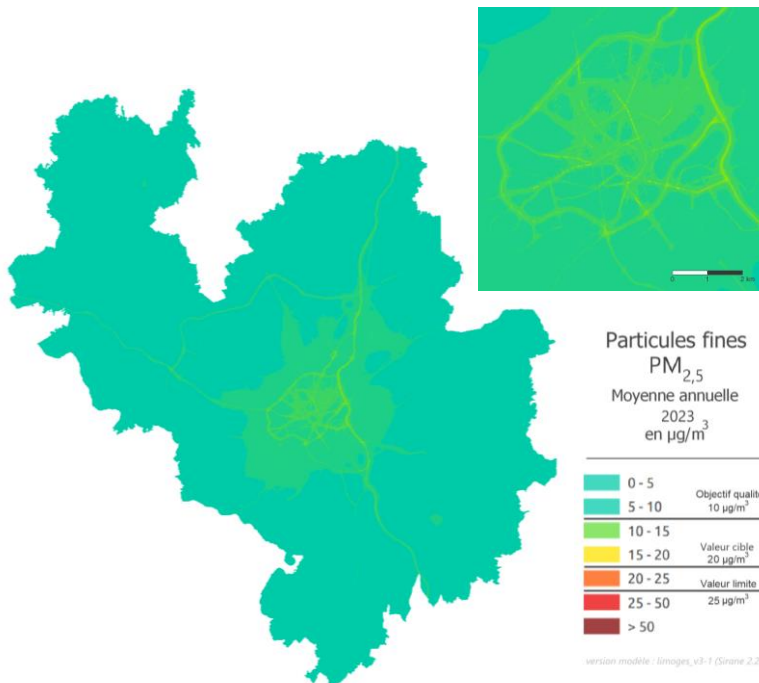 0 1 2 km
Particules fines
PM2,5
Moyenne annuelle
2023
en µg/m3
0 - 5
Objectif qualité
5 - 10
10 µg/m3
10 - 15
15 - 20
Valeur cible
20 µg/m3
20 - 25
Valeur limite
25 - 50
25 µg/m3
> 50
version modèle : limoges_v3-1 (Sirane 2.2